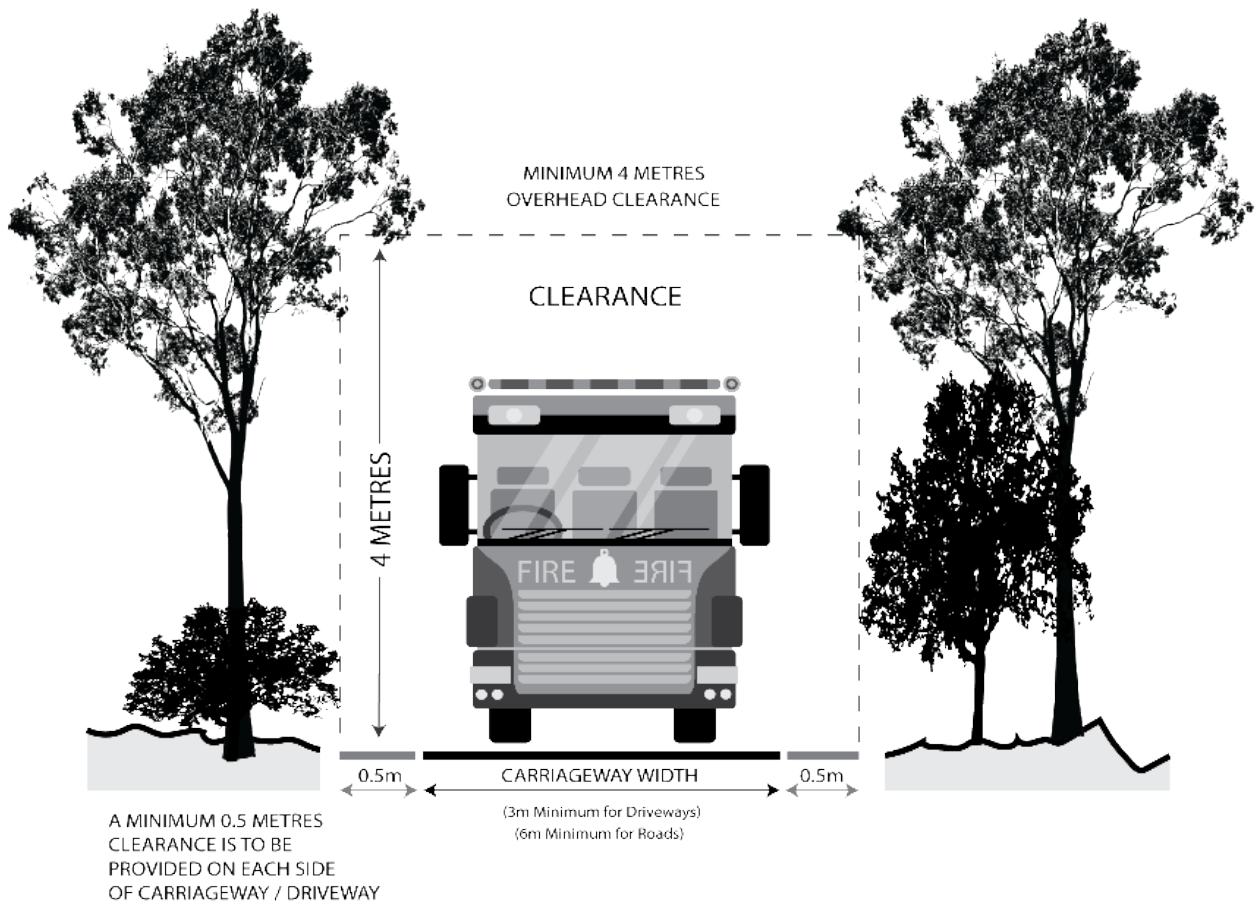 MINIMUM 4 METRES
OVERHEAD CLEARANCE
CLEARANCE
4 METRES
FIRE FIRE
0.5m
CARRIAGEWAY WIDTH
0.5m
(3m Minimum for Driveways)
(6m Minimum for Roads)
A MINIMUM 0.5 METRES
CLEARANCE IS TO BE
PROVIDED ON EACH SIDE
OF CARRIAGEWAY / DRIVEWAY